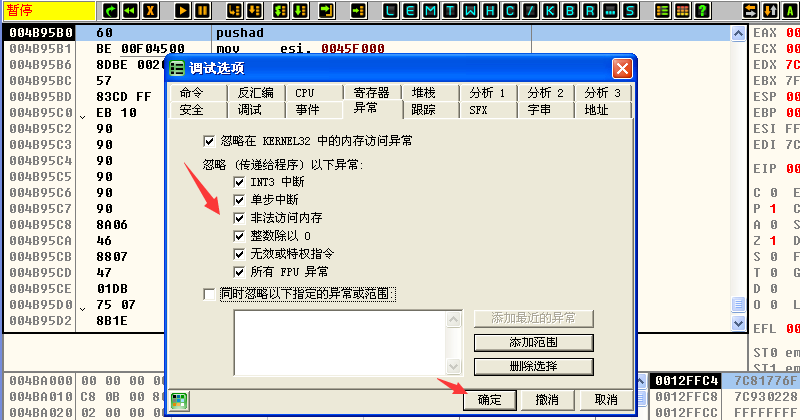 暂停 X L E M T W H C / K B R ... S ?
004B95B0 60 pushad EAX 00
004B95B1 BE 00F04500 mov esi, 0045F000 ECX 00
004B95B6 8DBE 0020 EDX 7C
004B95BC 57 EBX 7F
004B95BD 83CD FF ESP 00
004B95C0 EB 10 EBP 00
004B95C2 90 ESI FF
004B95C3 90 EDI 7C
004B95C4 90
004B95C5 90 EIP 00
004B95C6 90 C 0 E
004B95C7 90 P 1 C
004B95C8 8A06 A 0 S
004B95CA 46 Z 1 D
004B95CB 8807 S 0 F
004B95CD 47 T 0 G
004B95CE 01DB D 0
004B95D0 75 07 O 0 L
004B95D2 8B1E EFL 00
ST0 em
ST1 em
调试选项
命令 反汇编 CPU 寄存器 堆栈 分析 1 分析 2 分析 3
安全 调试 事件 异常 跟踪 SFX 字串 地址
忽略在 KERNEL32 中的内存访问异常
忽略 (传递给程序) 以下异常:
INT3 中断
单步中断
非法访问内存
整数除以 0
无效或特权指令
所有 FPU 异常
同时忽略以下指定的异常或范围:
添加最近的异常
添加范围
删除选择
确定 撤消 取消
004BA000 00 00 00 0012FFC4 7C81776F
004BA010 C8 0B 00 0012FFC8 7C930228
004BA020 02 00 00 0012FFCC FFFFFFFF